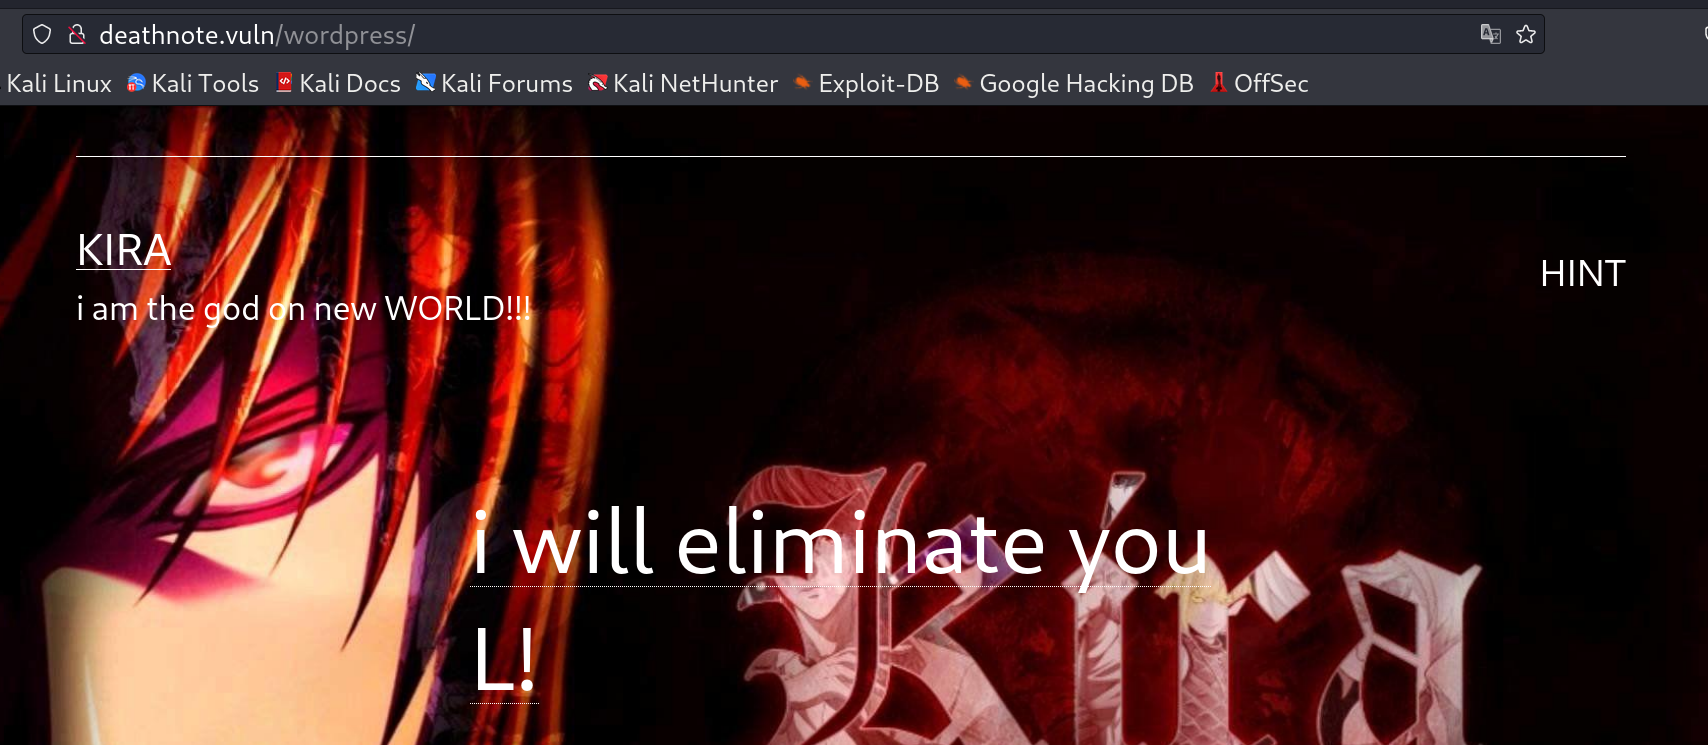 deathnote.vuln/wordpress/
Kali Linux Kali Tools Kali Docs Kali Forums Kali NetHunter Exploit-DB Google Hacking DB OffSec
KIRA
HINT
i am the god on new WORLD!!!
i will eliminate you
L!
Kira